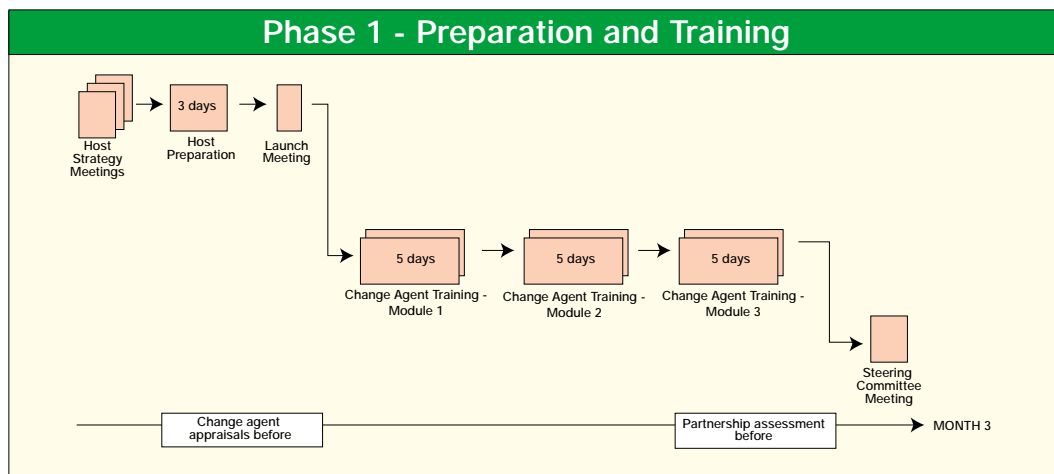 Phase 1 - Preparation and Training
3 days
Host
Strategy
Meetings
Host
Preparation
Launch
Meeting
5 days
Change Agent Training -
Module 1
5 days
Change Agent Training -
Module 2
5 days
Change Agent Training -
Module 3
Steering
Committee
Meeting
Change agent
appraisals before
Partnership assessment
before
MONTH 3